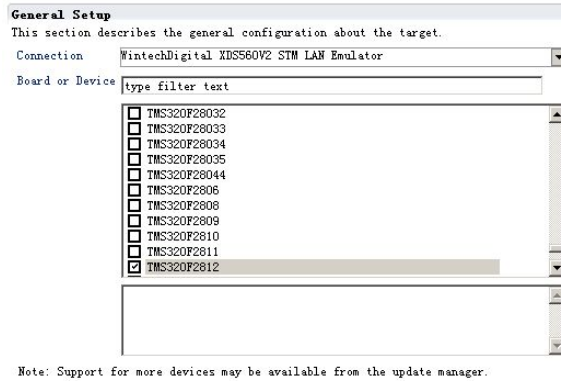 General Setup
This section describes the general configuration about the target.
Connection WintechDigital XDS560V2 STM LAN Emulator
Board or Device type filter text
TMS320F28032
TMS320F28033
TMS320F28034
TMS320F28035
TMS320F28044
TMS320F2806
TMS320F2808
TMS320F2809
TMS320F2810
TMS320F2811
TMS320F2812
Note: Support for more devices may be available from the update manager.